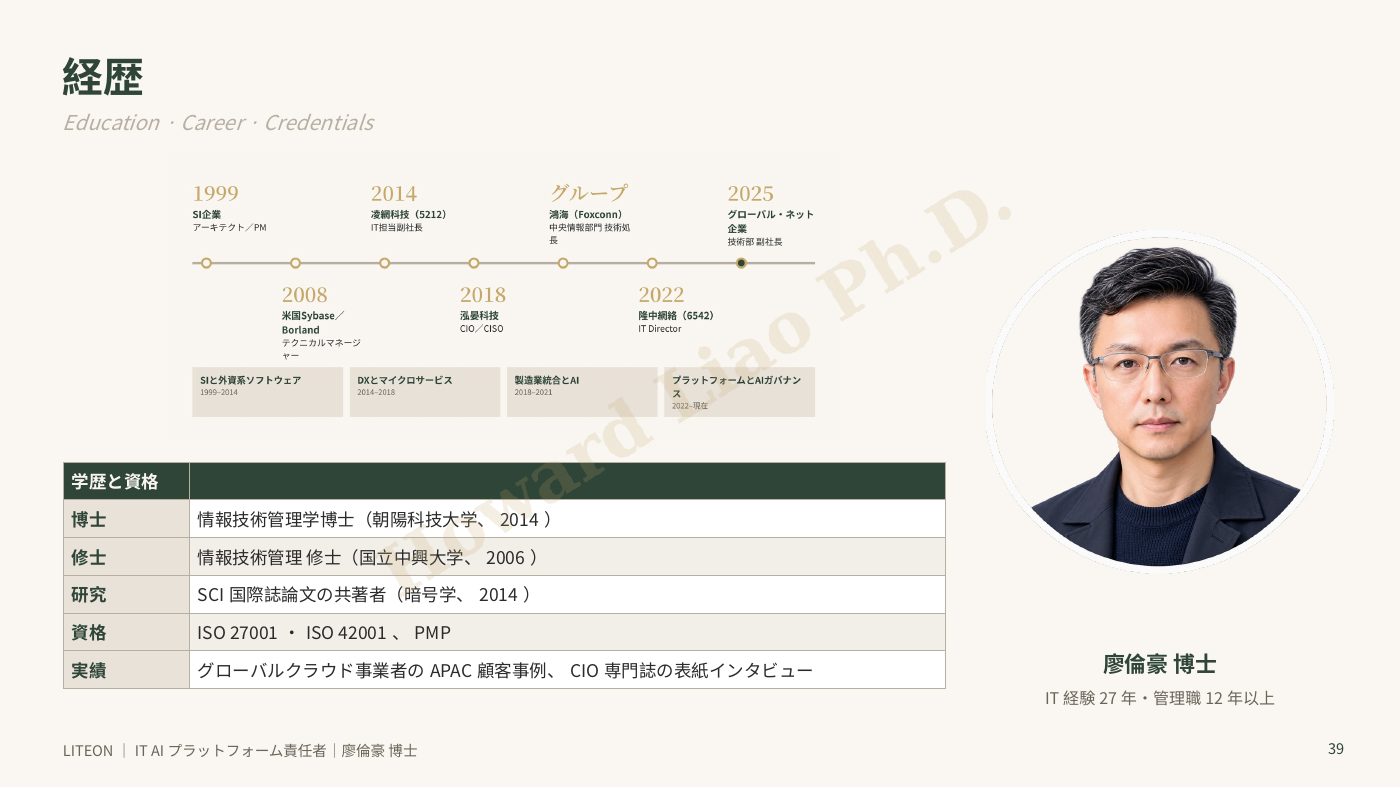 経歴
Education · Career · Credentials
1999
SI企業
アーキテクト／PM
2014
凌網科技（5212）
IT担当副社長
グループ
鴻海（Foxconn）
中央情報部門 技術処
長
2025
グローバル・ネット
企業
技術部 副社長
2008
米国Sybase／
Borland
テクニカルマネージ
ャー
2018
泓晏科技
CIO／CISO
2022
隆中網絡（6542）
IT Director
SIと外資系ソフトウェア
1999–2014
DXとマイクロサービス
2014–2018
製造業統合とAI
2018–2021
プラットフォームとAIガバナン
ス
2022–現在
Howard Liao Ph.D.
学歴と資格
博士 情報技術管理学博士（朝陽科技大学、 2014 ）
修士 情報技術管理 修士（国立中興大学、 2006 ）
研究 SCI 国際誌論文の共著者（暗号学、 2014 ）
資格 ISO 27001 ・ ISO 42001 、 PMP
実績 グローバルクラウド事業者の APAC 顧客事例、 CIO 専門誌の表紙インタビュー
廖倫豪 博士
IT 経験 27 年・管理職 12 年以上
LITEON ｜ IT AI プラットフォーム責任者｜廖倫豪 博士
39